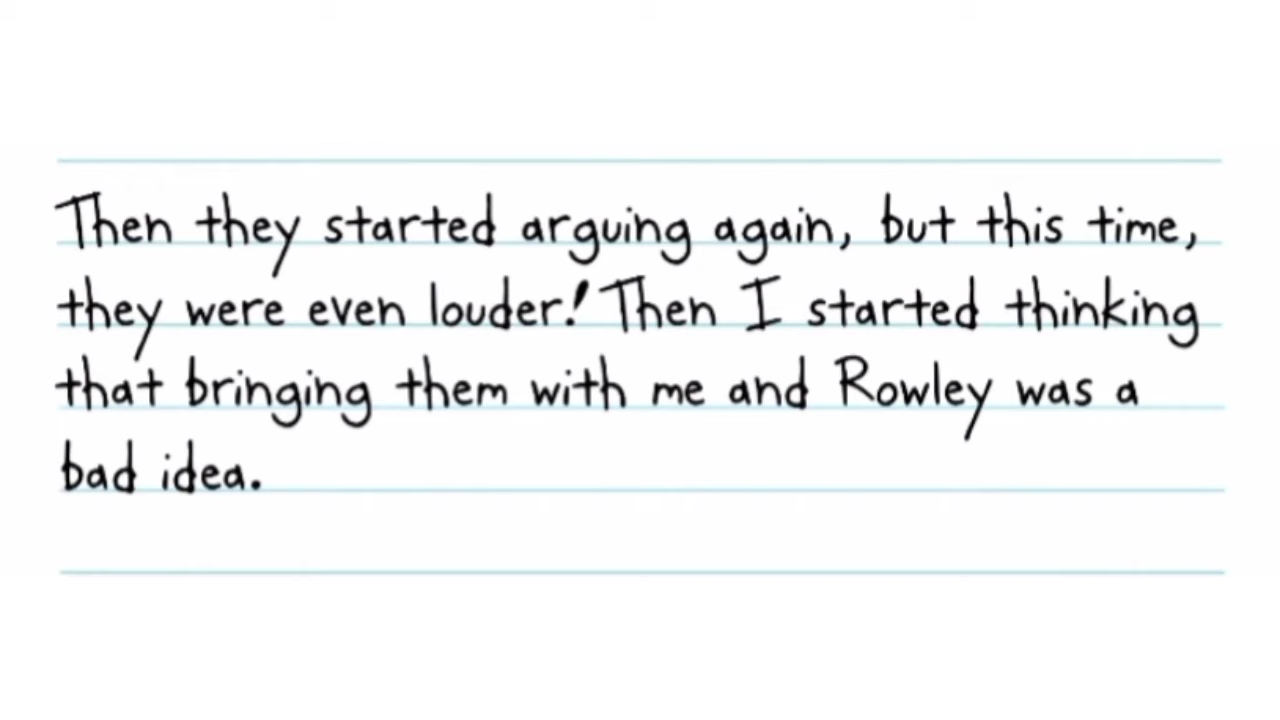 Then they started arguing again, but this time,
they were even louder! Then I started thinking
that bringing them with me and Rowley was a
bad idea.